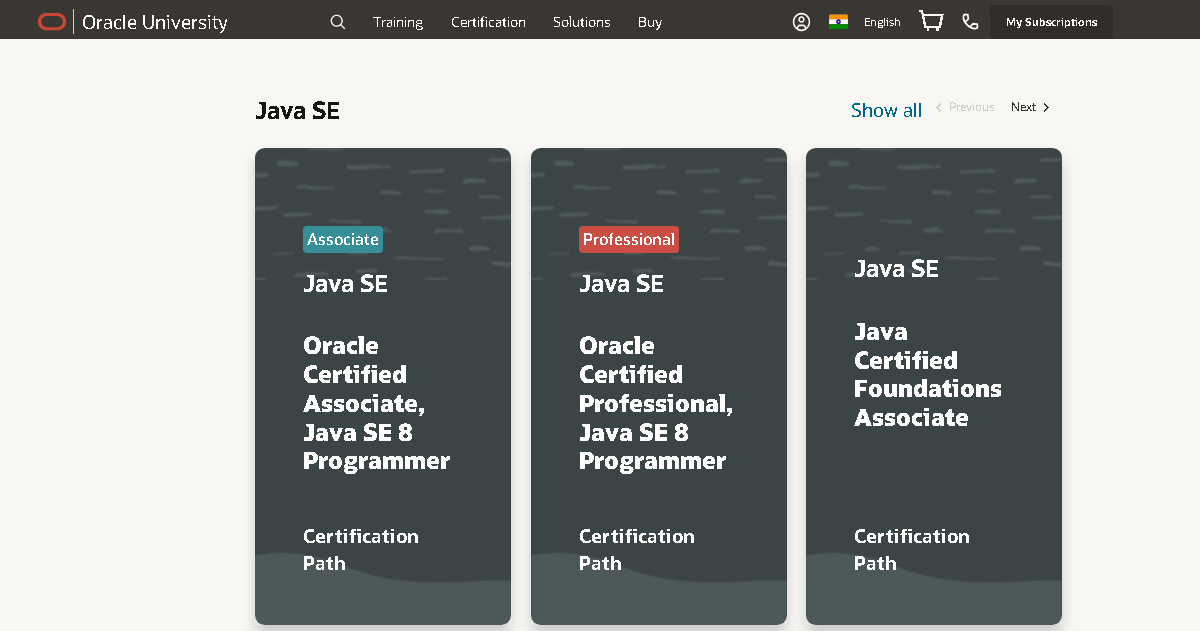 Oracle University
Training
Certification
Solutions
Buy
English
My Subscriptions
Java SE
Show all
Previous
Next
Associate
Java SE
Oracle
Certified
Associate,
Java SE 8
Programmer
Certification
Path
Professional
Java SE
Oracle
Certified
Professional,
Java SE 8
Programmer
Certification
Path
Java SE
Java
Certified
Foundations
Associate
Certification
Path